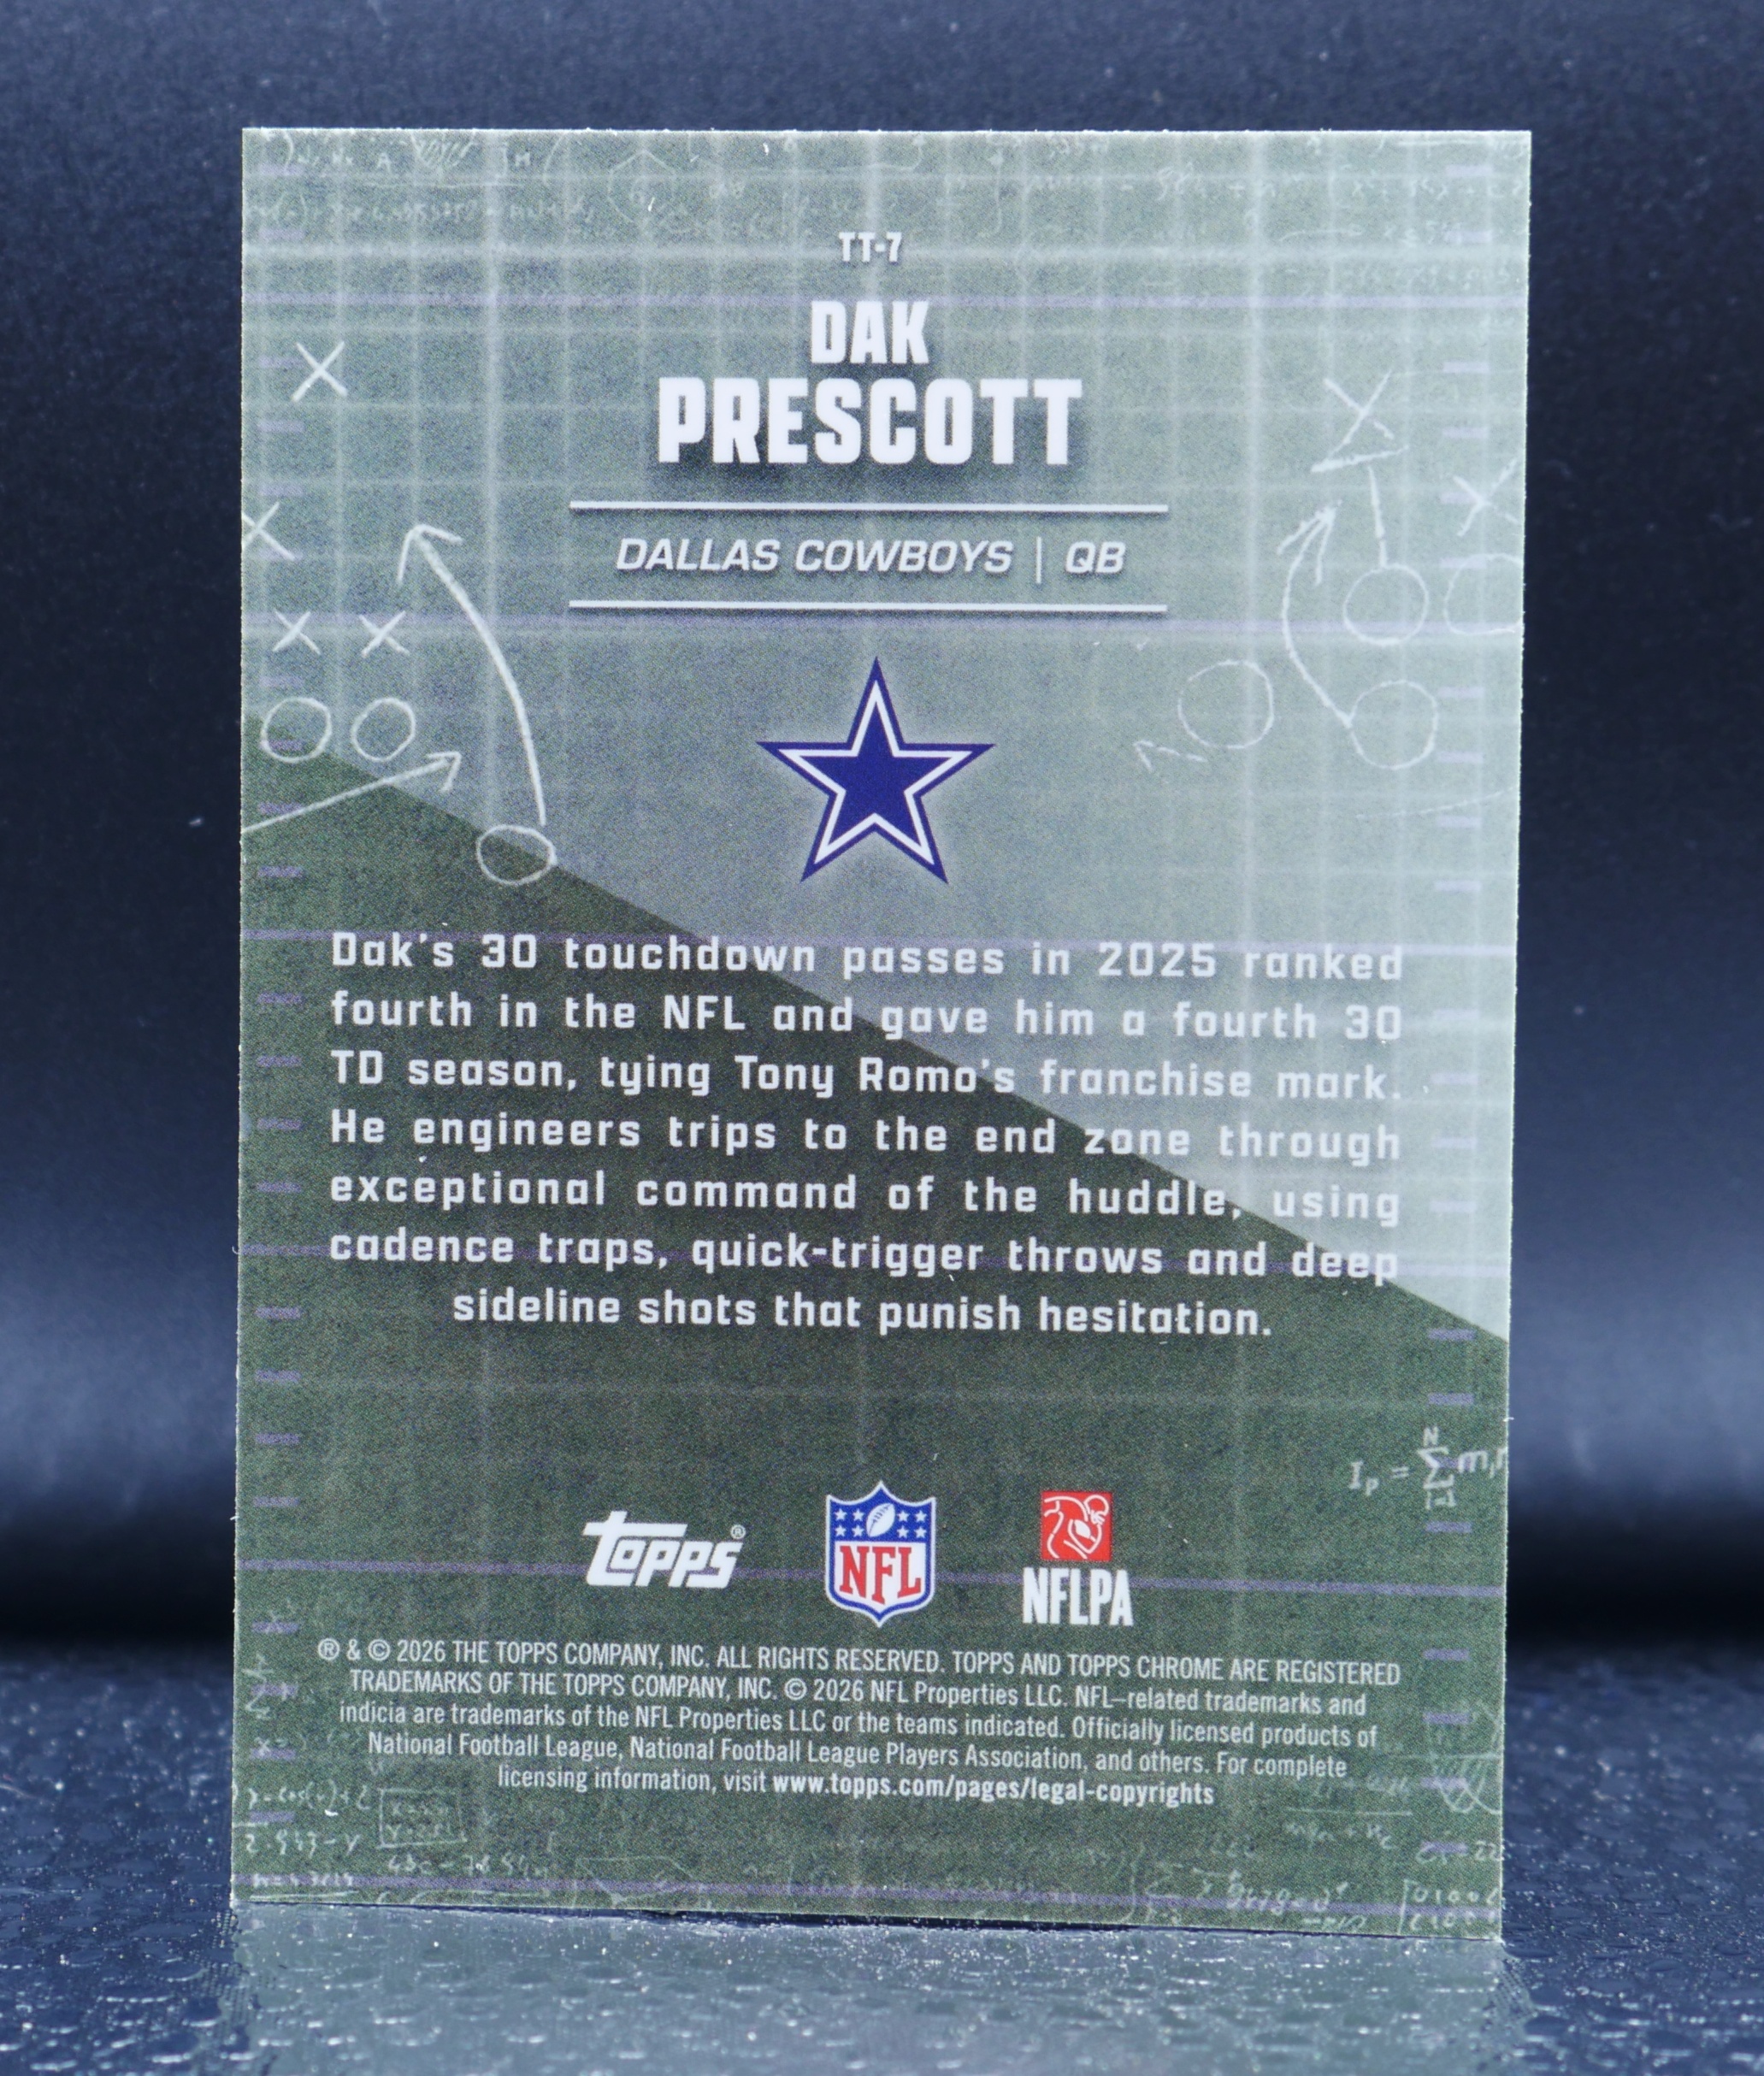 TT-7
DAK
PRESCOTT
DALLAS COWBOYS | QB
Dak's 30 touchdown passes in 2025 ranked
fourth in the NFL and gave him a fourth 30
TD season, tying Tony Romo's franchise mark.
He engineers trips to the end zone through
exceptional command of the huddle, using
cadence traps, quick-trigger throws and deep
sideline shots that punish hesitation.
topps®
NFL
NFLPA
® & © 2026 THE TOPPS COMPANY, INC. ALL RIGHTS RESERVED. TOPPS AND TOPPS CHROME ARE REGISTERED
TRADEMARKS OF THE TOPPS COMPANY, INC. © 2026 NFL Properties LLC. NFL–related trademarks and
indicia are trademarks of the NFL Properties LLC or the teams indicated. Officially licensed products of
National Football League, National Football League Players Association, and others. For complete
licensing information, visit www.topps.com/pages/legal-copyrights